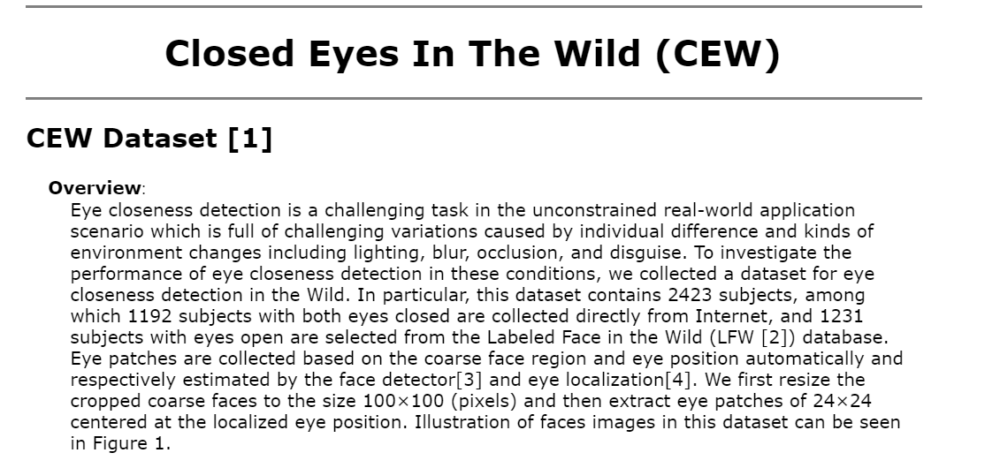 Closed Eyes In The Wild (CEW)
CEW Dataset [1]
Overview:
Eye closeness detection is a challenging task in the unconstrained real-world application
scenario which is full of challenging variations caused by individual difference and kinds of
environment changes including lighting, blur, occlusion, and disguise. To investigate the
performance of eye closeness detection in these conditions, we collected a dataset for eye
closeness detection in the Wild. In particular, this dataset contains 2423 subjects, among
which 1192 subjects with both eyes closed are collected directly from Internet, and 1231
subjects with eyes open are selected from the Labeled Face in the Wild (LFW [2]) database.
Eye patches are collected based on the coarse face region and eye position automatically and
respectively estimated by the face detector[3] and eye localization[4]. We first resize the
cropped coarse faces to the size 100×100 (pixels) and then extract eye patches of 24×24
centered at the localized eye position. Illustration of faces images in this dataset can be seen
in Figure 1.